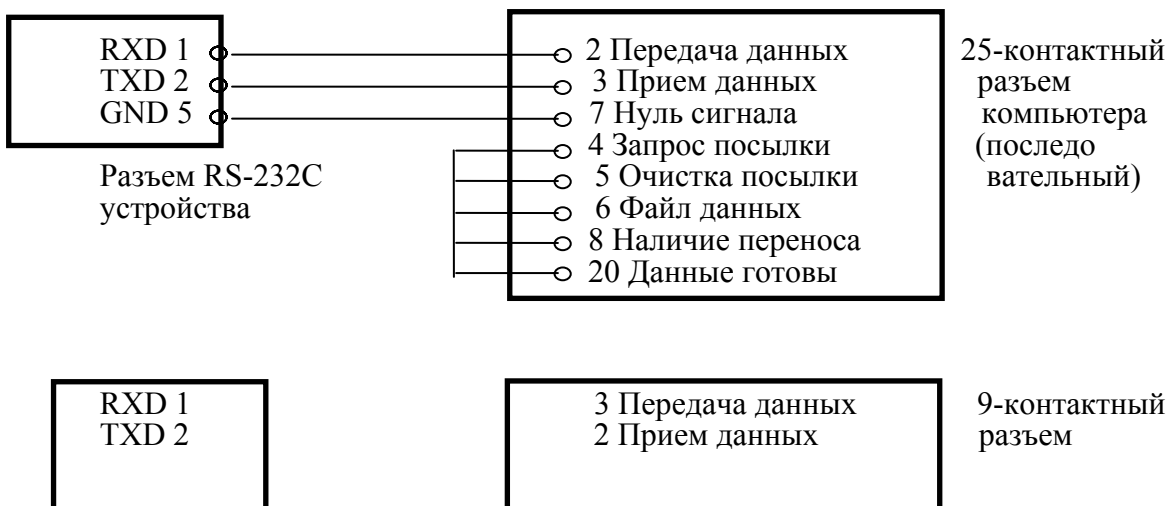 RXD 1
TXD 2
GND 5
Разъем RS-232C
устройства
2 Передача данных
3 Прием данных
7 Нуль сигнала
4 Запрос посылки
5 Очистка посылки
6 Файл данных
8 Наличие переноса
20 Данные готовы
25-контактный
разъем
компьютера
(последо
вательный)
RXD 1
TXD 2
3 Передача данных
2 Прием данных
9-контактный
разъем